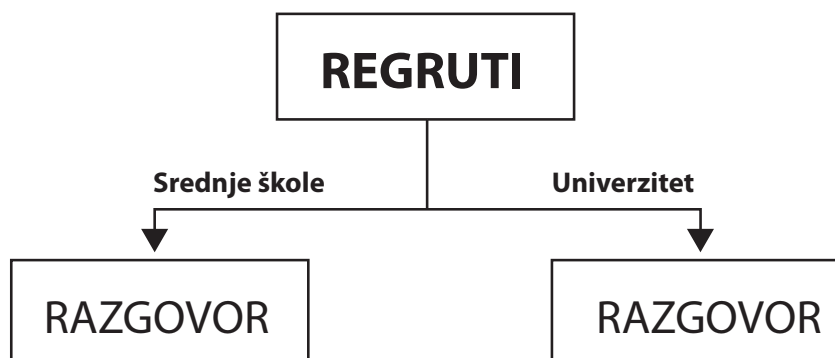 REGRUTI
Srednje škole
Univerzitet
RAZGOVOR
RAZGOVOR